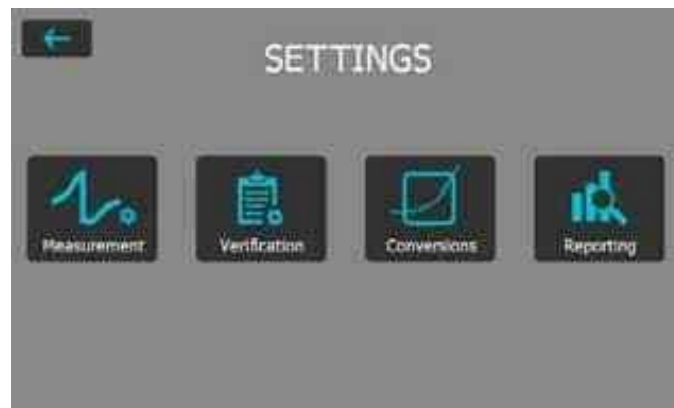 SETTINGS
Measurement
Verification
Conversions
Reporting